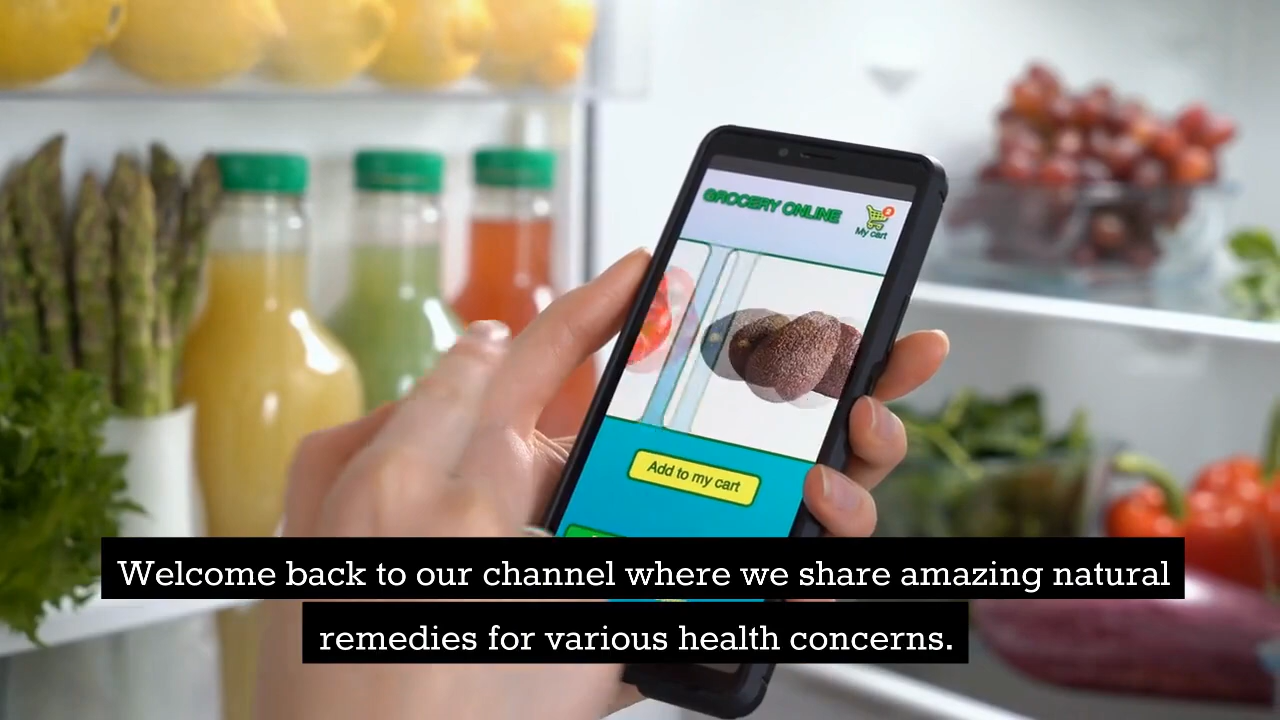 GROCERY ONLINE
My cart
Add to my cart
Welcome back to our channel where we share amazing natural
remedies for various health concerns.